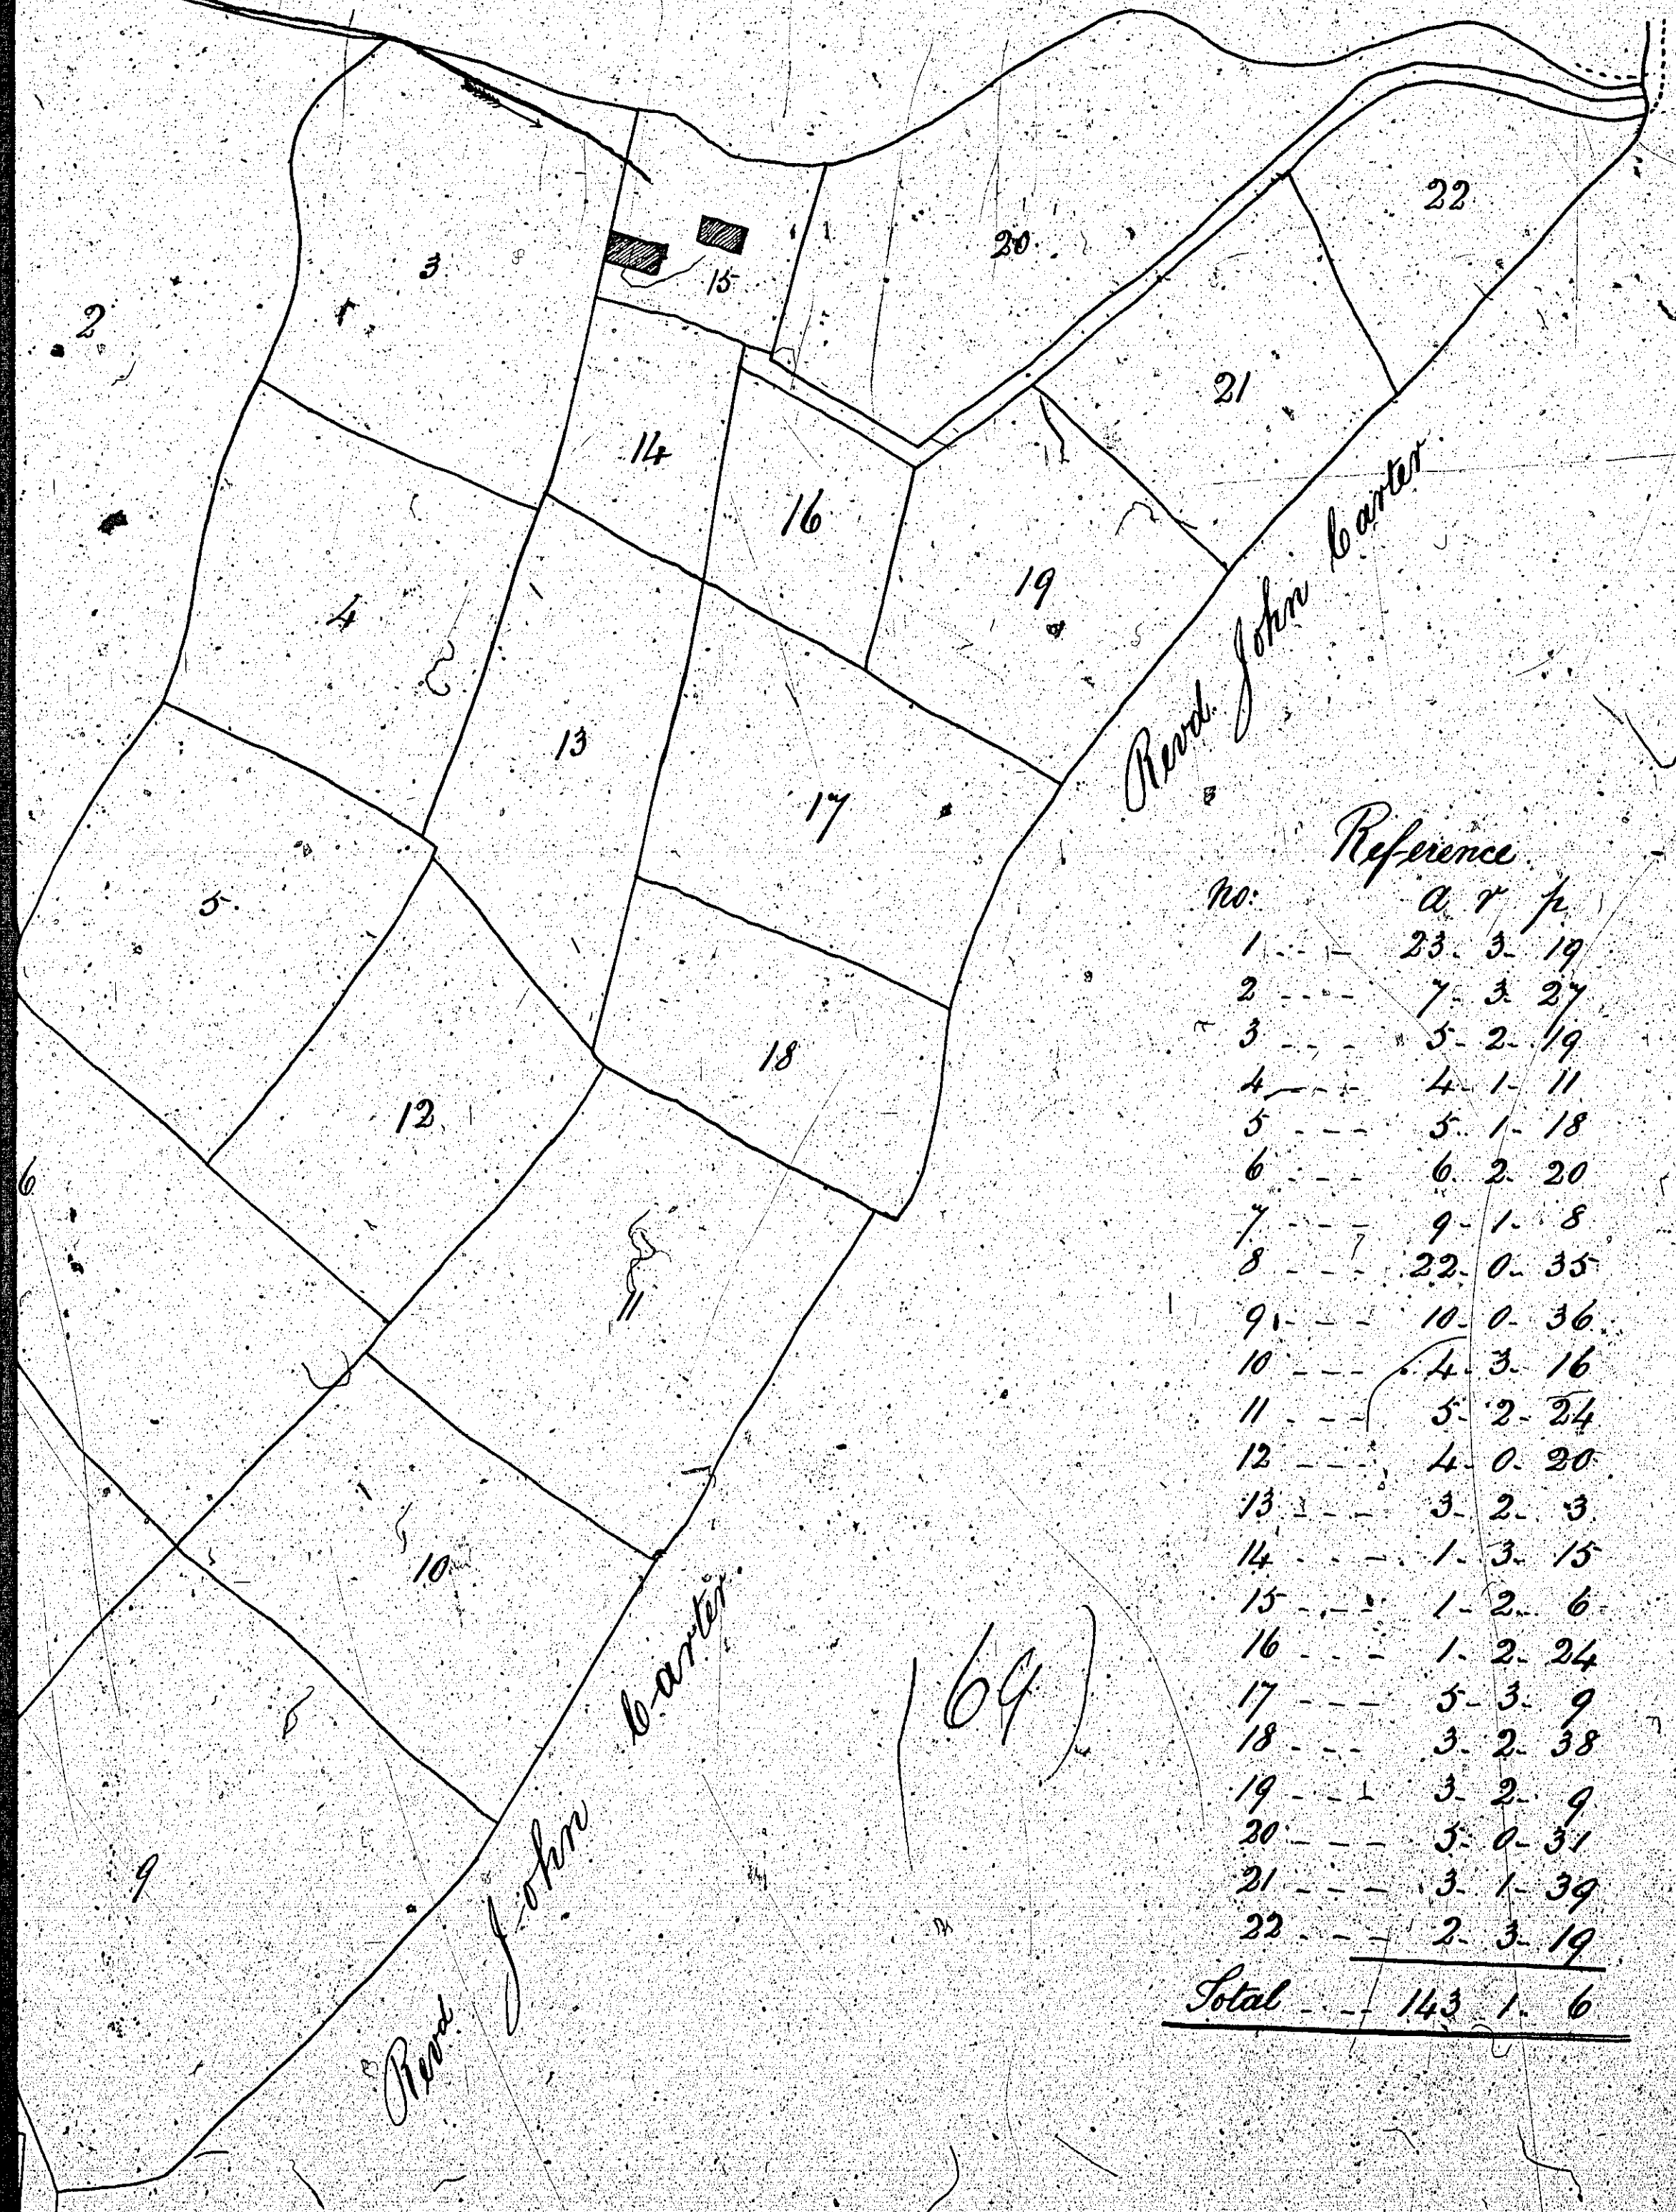 22
20
3
15
2
21
14
16
19
4
13
17
5
18
12
6
11
10
9
Revd. John Carter
Revd John Carter
(69)
Reference
No: a r p
1 - - - 23 - 3 - 19
2 - - - 7 - 3 - 27
3 - - - 5 - 2 - 19
4 - - - 4 - 1 - 11
5 - - - 5 - 1 - 18
6 - - - 6 - 2 - 20
7 - - - 9 - 1 - 8
8 - - - 22 - 0 - 35
9 - - - 10 - 0 - 36
10 - - - 4 - 3 - 16
11 - - - 5 - 2 - 24
12 - - - 4 - 0 - 20
13 - - - 3 - 2 - 3
14 - - - 1 - 3 - 15
15 - - - 1 - 2 - 6
16 - - - 1 - 2 - 24
17 - - - 5 - 3 - 9
18 - - - 3 - 2 - 38
19 - - - 3 - 2 - 9
20 - - - 5 - 0 - 31
21 - - - 3 - 1 - 39
22 - - - 2 - 3 - 19
Total - - - 143 1 - 6